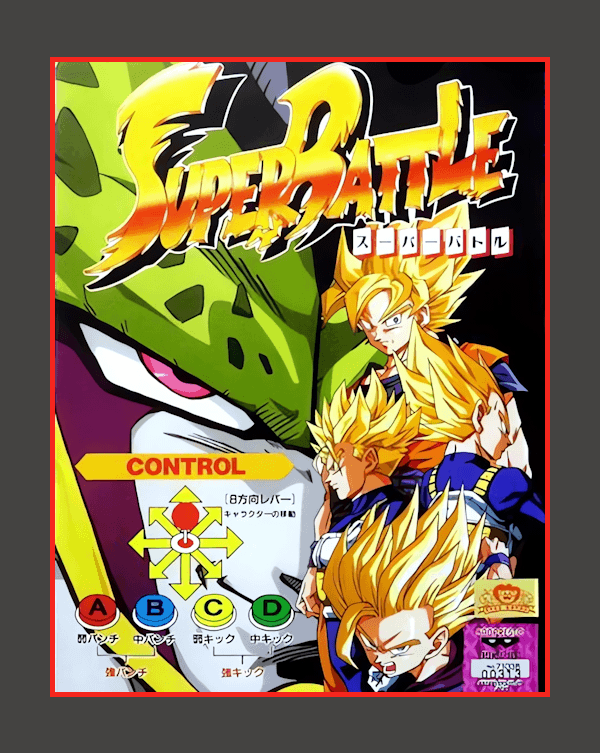 SUPER BATTLE
スーパーバトル
CONTROL
[8方向レバー]
キャラクターの移動
A B C D
弱パンチ 中パンチ 弱キック 中キック
強パンチ 強キック
00313